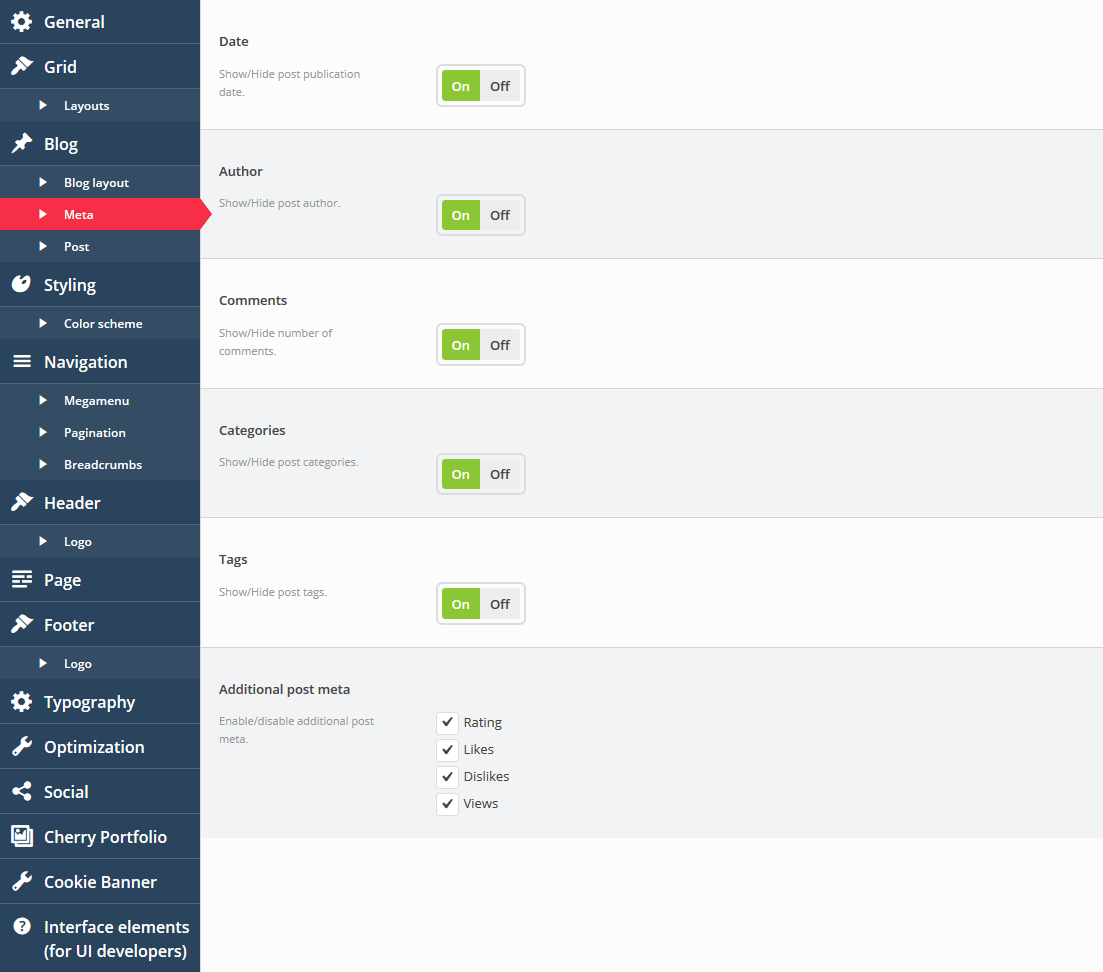 General
Grid
Layouts
Blog
Blog layout
Meta
Post
Styling
Color scheme
Navigation
Megamenu
Pagination
Breadcrumbs
Header
Logo
Page
Footer
Logo
Typography
Optimization
Social
Cherry Portfolio
Cookie Banner
Interface elements
(for UI developers)
Date
Show/Hide post publication
date.
On Off
Author
Show/Hide post author.
On Off
Comments
Show/Hide number of
comments.
On Off
Categories
Show/Hide post categories.
On Off
Tags
Show/Hide post tags.
On Off
Additional post meta
Enable/disable additional post
meta.
Rating
Likes
Dislikes
Views